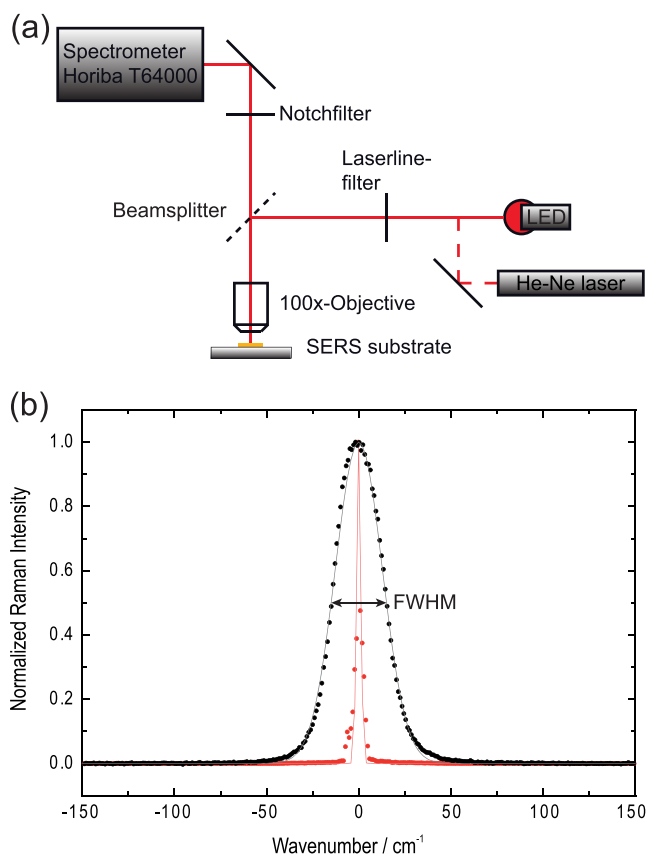 (a)
Spectrometer
Horiba T64000
Notchfilter
Laserline-
filter
Beamsplitter
LED
He-Ne laser
100x-Objective
SERS substrate
(b)
Normalized Raman Intensity
1.0
0.8
0.6
0.4
0.2
0.0
FWHM
-150 -100 -50 0 50 100 150
Wavenumber / cm⁻¹